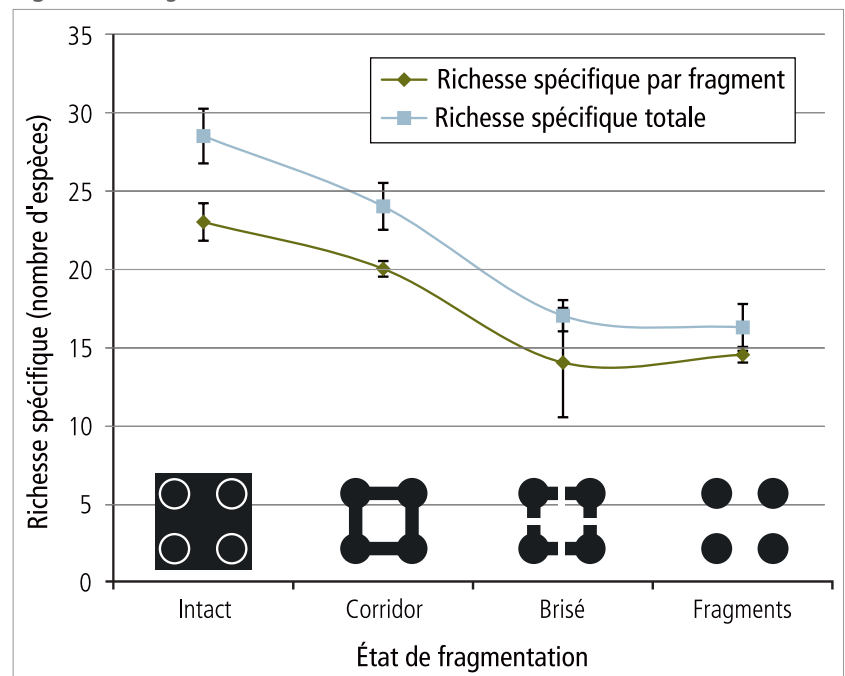 35
30
25
20
15
10
5
0
Richesse spécifique (nombre d'espèces)
Richesse spécifique par fragment
Richesse spécifique totale
Intact
Corridor
Brisé
Fragments
État de fragmentation